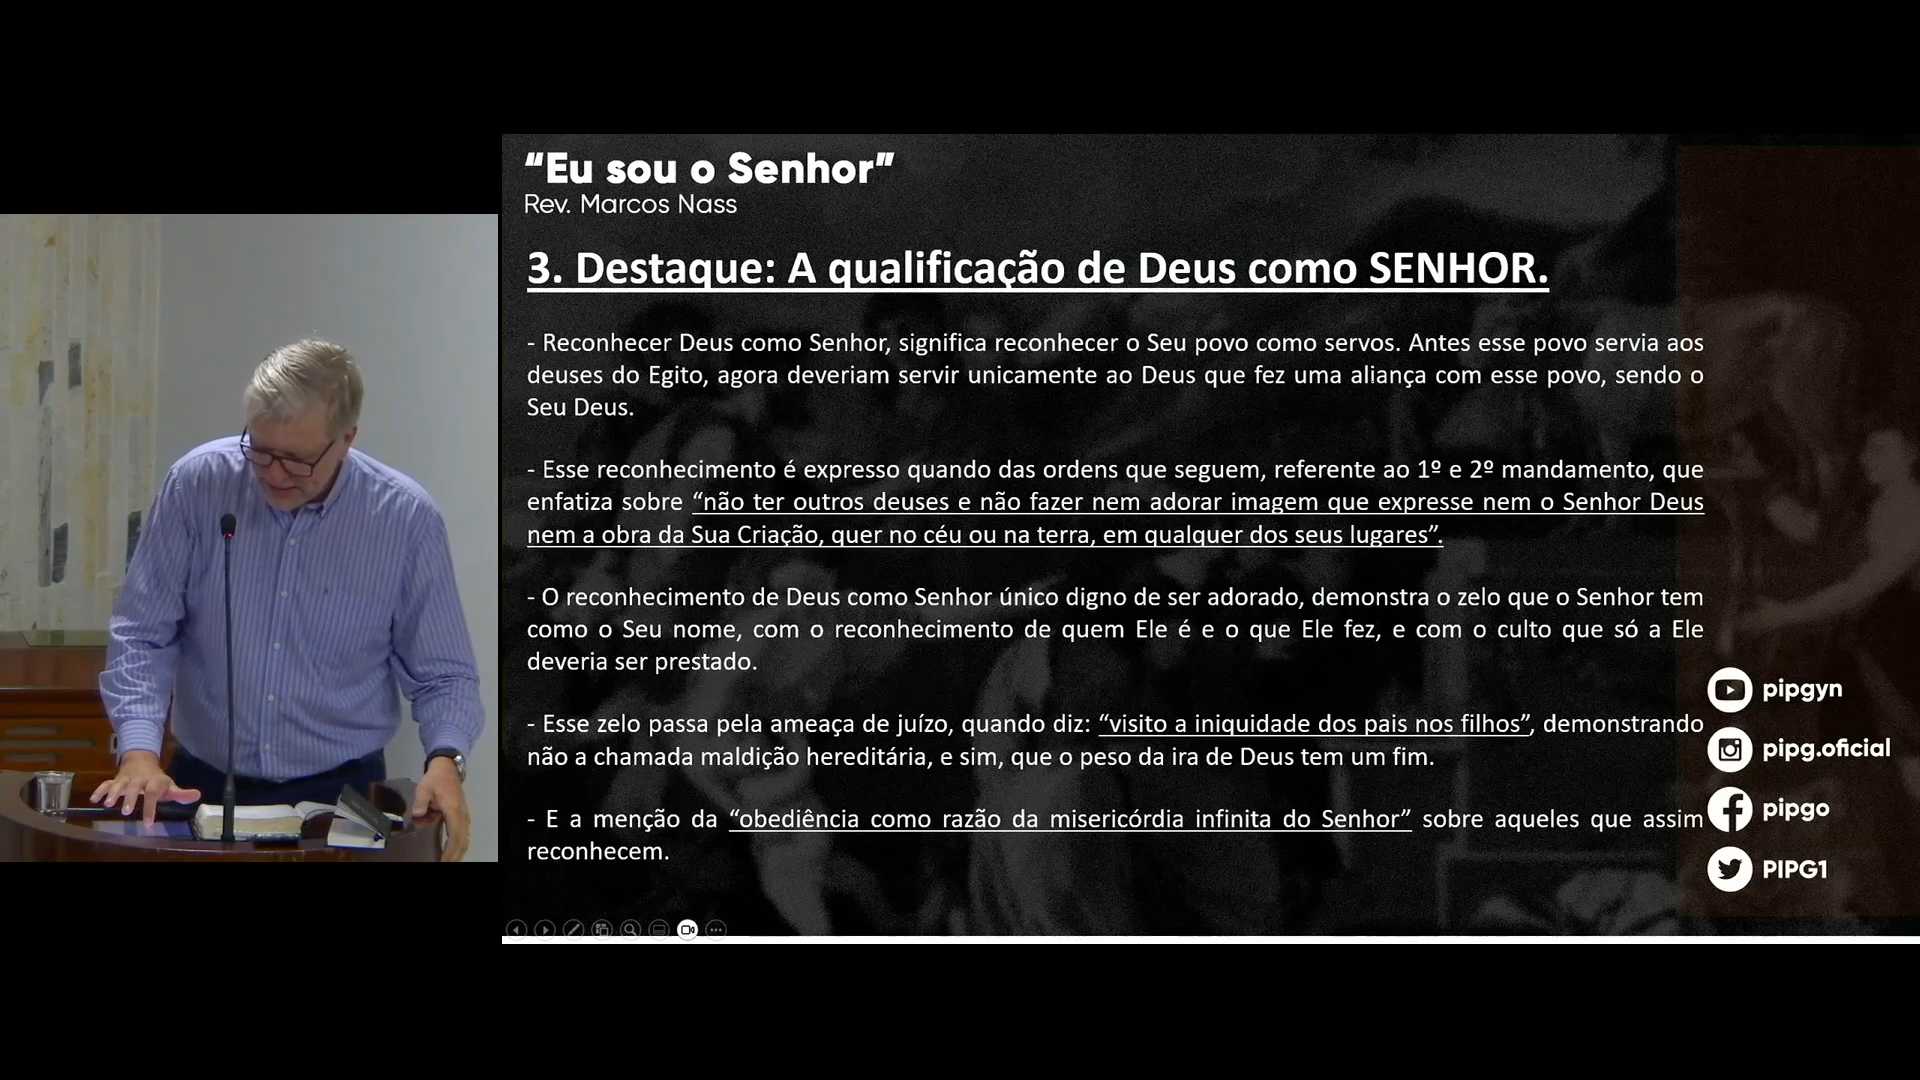 “Eu sou o Senhor”
Rev. Marcos Nass
3. Destaque: A qualificação de Deus como SENHOR.
- Reconhecer Deus como Senhor, significa reconhecer o Seu povo como servos. Antes esse povo servia aos
deuses do Egito, agora deveriam servir unicamente ao Deus que fez uma aliança com esse povo, sendo o
Seu Deus.
- Esse reconhecimento é expresso quando das ordens que seguem, referente ao 1º e 2º mandamento, que
enfatiza sobre “não ter outros deuses e não fazer nem adorar imagem que expresse nem o Senhor Deus
nem a obra da Sua Criação, quer no céu ou na terra, em qualquer dos seus lugares”.
- O reconhecimento de Deus como Senhor único digno de ser adorado, demonstra o zelo que o Senhor tem
como o Seu nome, com o reconhecimento de quem Ele é e o que Ele fez, e com o culto que só a Ele
deveria ser prestado.
- Esse zelo passa pela ameaça de juízo, quando diz: “visito a iniquidade dos pais nos filhos”, demonstrando
não a chamada maldição hereditária, e sim, que o peso da ira de Deus tem um fim.
- E a menção da “obediência como razão da misericórdia infinita do Senhor” sobre aqueles que assim
reconhecem.
pipgyn
pipg.oficial
pipgo
PIPG1